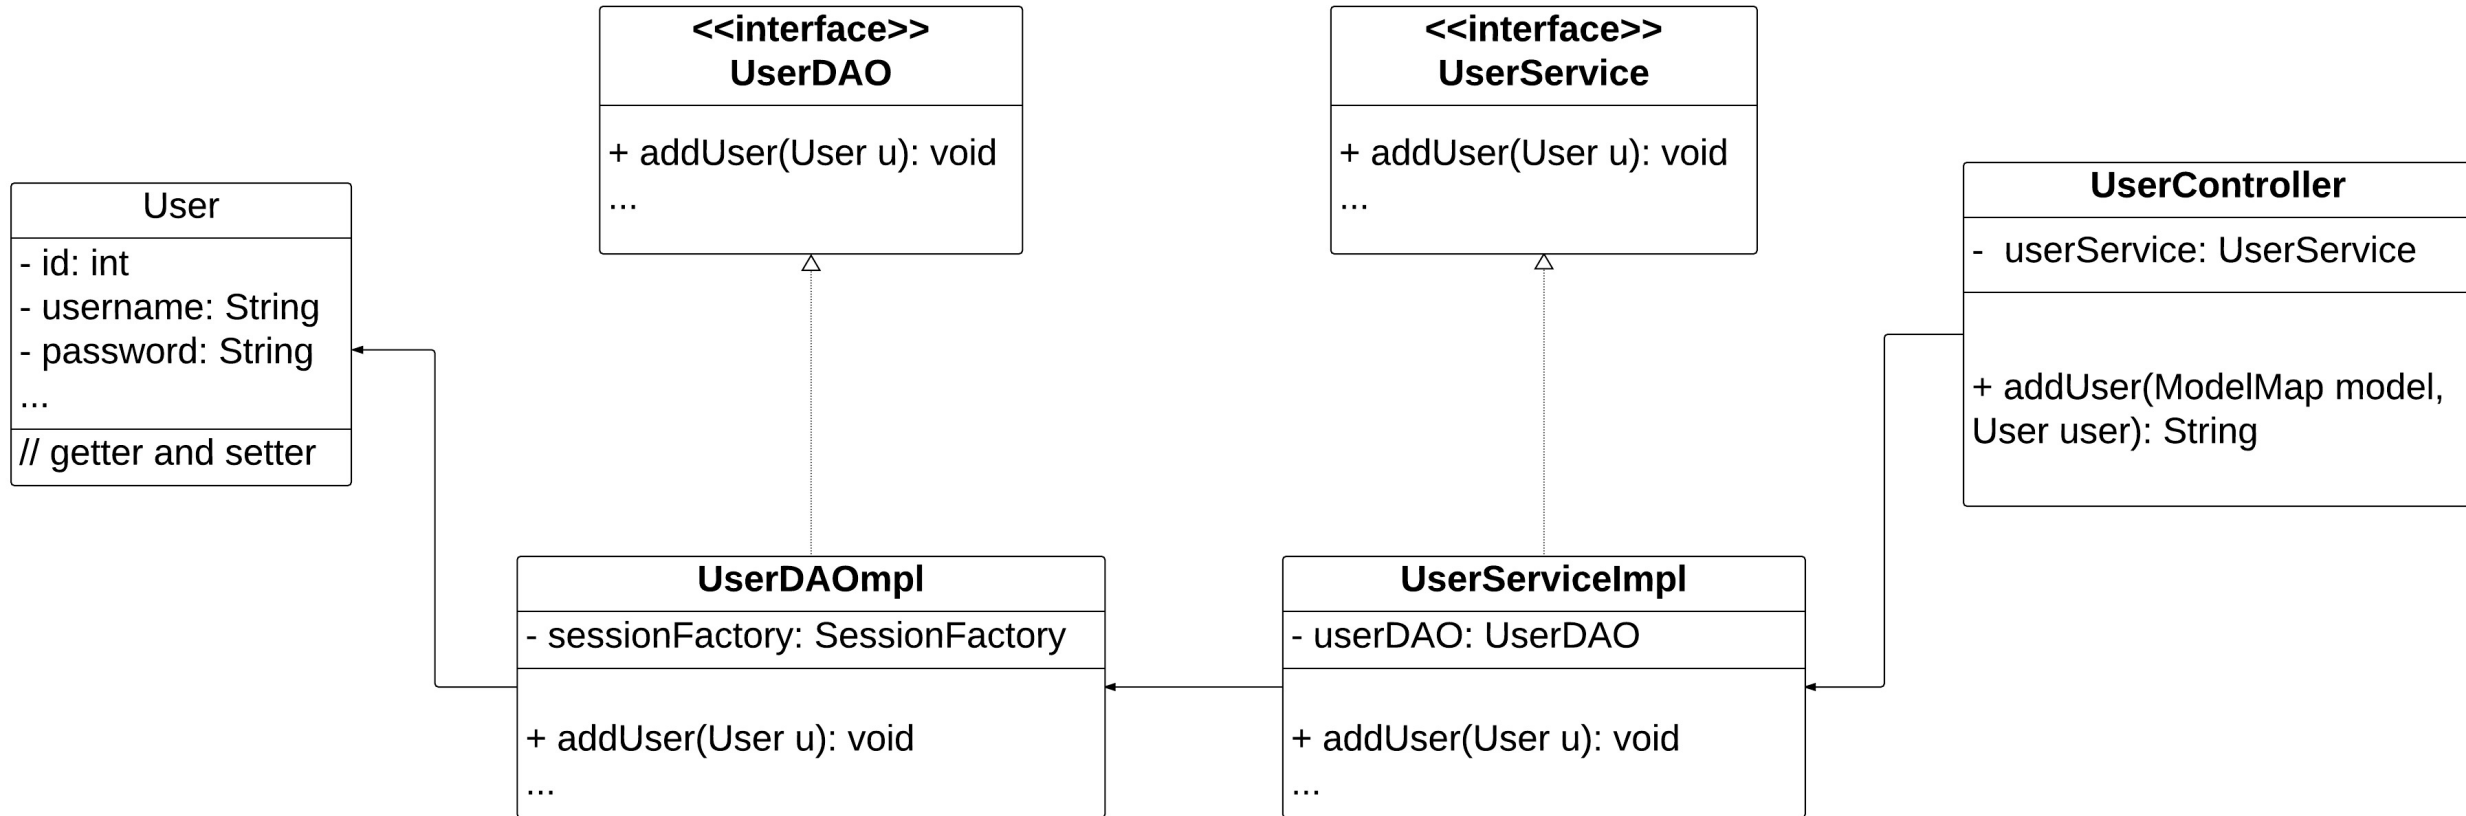 <<interface>>
UserDAO
+ addUser(User u): void
...
<<interface>>
UserService
+ addUser(User u): void
...
User
- id: int
- username: String
- password: String
...
// getter and setter
UserController
-  userService: UserService
+ addUser(ModelMap model,
User user): String
UserDAOmpl
- sessionFactory: SessionFactory
+ addUser(User u): void
...
UserServiceImpl
- userDAO: UserDAO
+ addUser(User u): void
...